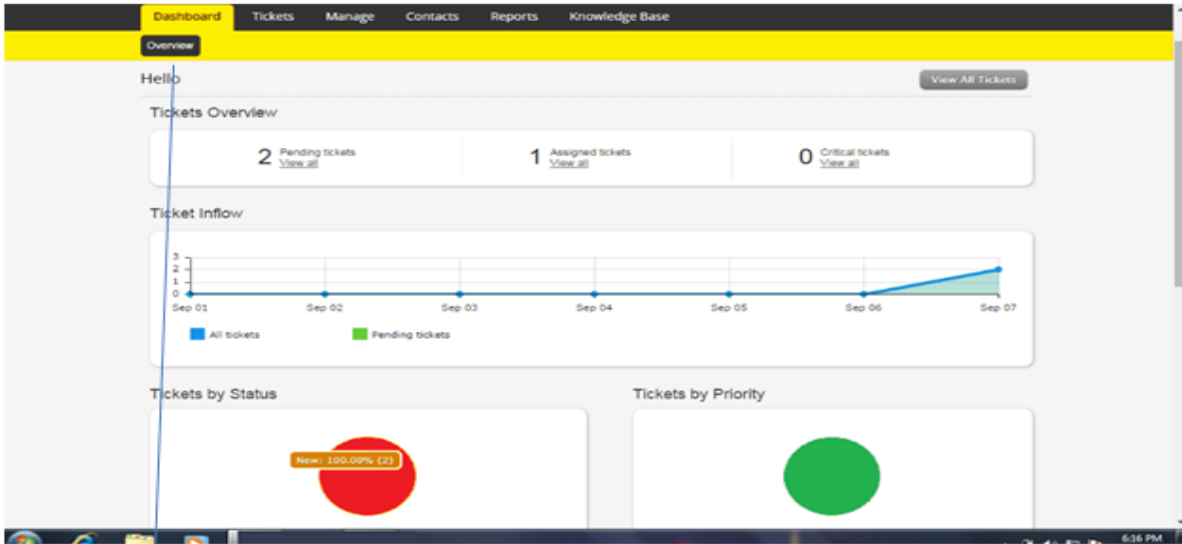 Dashboard Tickets Manage Contacts Reports Knowledge Base
Overview
Hello View All Tickets
Tickets Overview
2 Pending tickets View all 1 Assigned tickets View all 0 Critical tickets View all
Ticket Inflow
3
2
1
0
Sep 01 Sep 02 Sep 03 Sep 04 Sep 05 Sep 06 Sep 07
All tickets Pending tickets
Tickets by Status Tickets by Priority
New: 100.00% (2)
6:36 PM